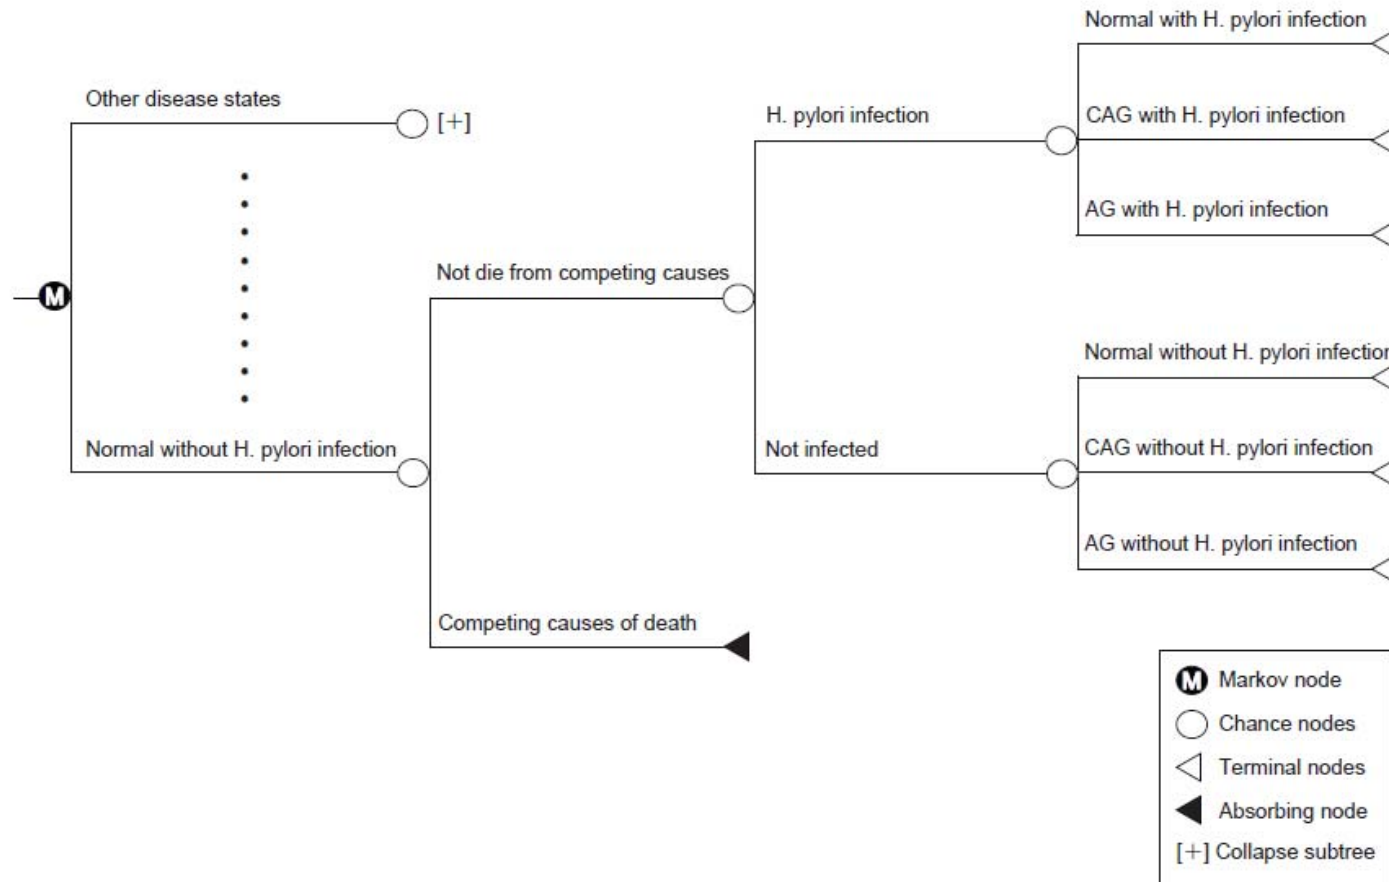 Normal with H. pylori infection
Other disease states
[+]
H. pylori infection
CAG with H. pylori infection
AG with H. pylori infection
Not die from competing causes
M
Normal without H. pylori infection
Normal without H. pylori infection
Not infected
CAG without H. pylori infection
AG without H. pylori infection
Competing causes of death
M Markov node
Chance nodes
Terminal nodes
Absorbing node
[+] Collapse subtree